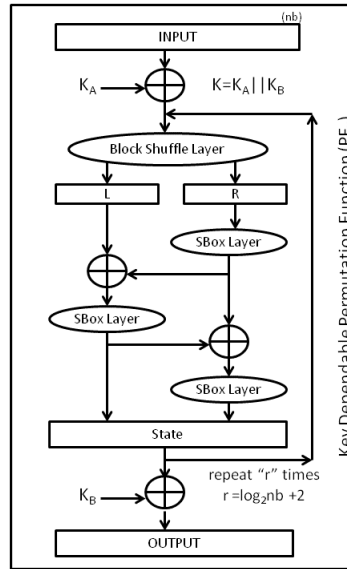 (nb)
INPUT
K_A
K=K_A||K_B
Block Shuffle Layer
L
R
SBox Layer
SBox Layer
SBox Layer
State
repeat “r” times
r =log₂nb +2
K_B
OUTPUT
Key Dependable Permutation Function(PF